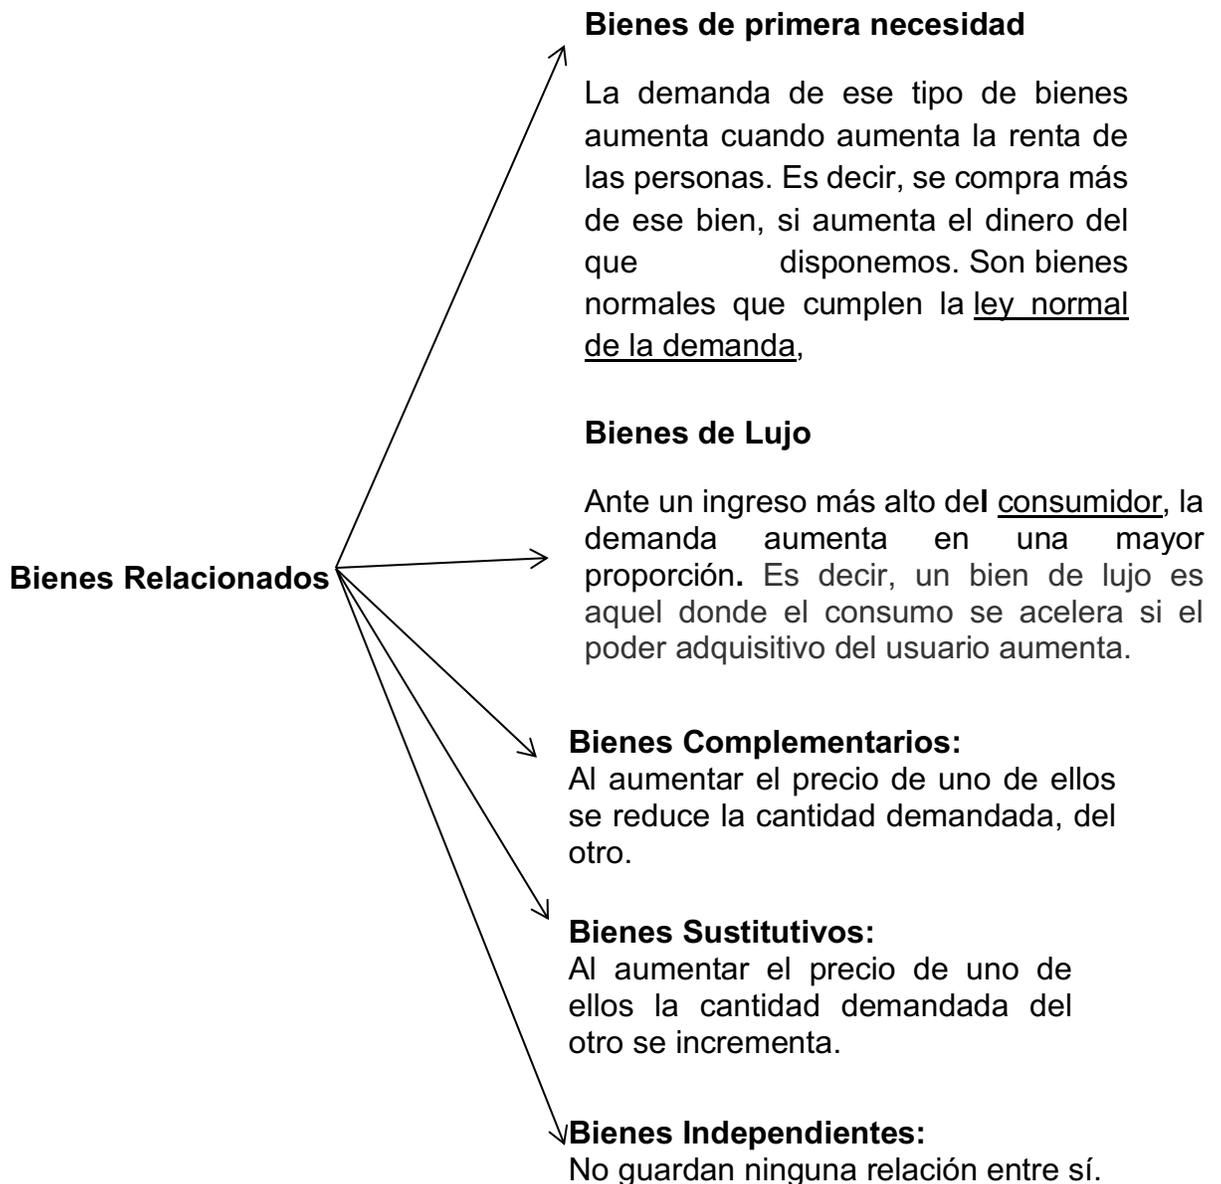 Bienes de primera necesidad
La demanda de ese tipo de bienes
aumenta cuando aumenta la renta de
las personas. Es decir, se compra más
de ese bien, si aumenta el dinero del
que disponemos. Son bienes
normales que cumplen la ley normal
de la demanda,
Bienes de Lujo
Ante un ingreso más alto del consumidor, la
demanda aumenta en una mayor
proporción. Es decir, un bien de lujo es
aquel donde el consumo se acelera si el
poder adquisitivo del usuario aumenta.
Bienes Relacionados
Bienes Complementarios:
Al aumentar el precio de uno de ellos
se reduce la cantidad demandada, del
otro.
Bienes Sustitutivos:
Al aumentar el precio de uno de
ellos la cantidad demandada del
otro se incrementa.
Bienes Independientes:
No guardan ninguna relación entre sí.